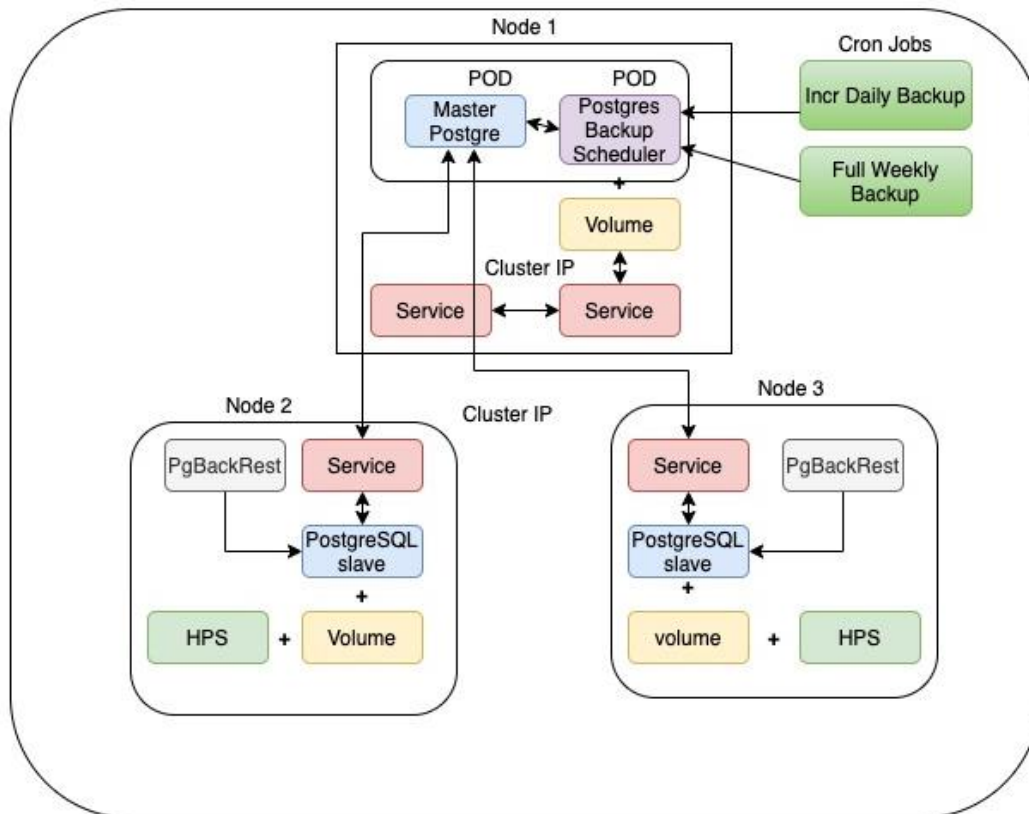 Node 1
Cron Jobs
POD
POD
Incr Daily Backup
Master
Postgre
Postgres
Backup
Scheduler
Full Weekly
Backup
+
Volume
Cluster IP
Service
Service
Node 2
Cluster IP
Node 3
PgBackRest
Service
Service
PgBackRest
PostgreSQL
slave
PostgreSQL
slave
+
+
HPS
+
Volume
volume
+
HPS